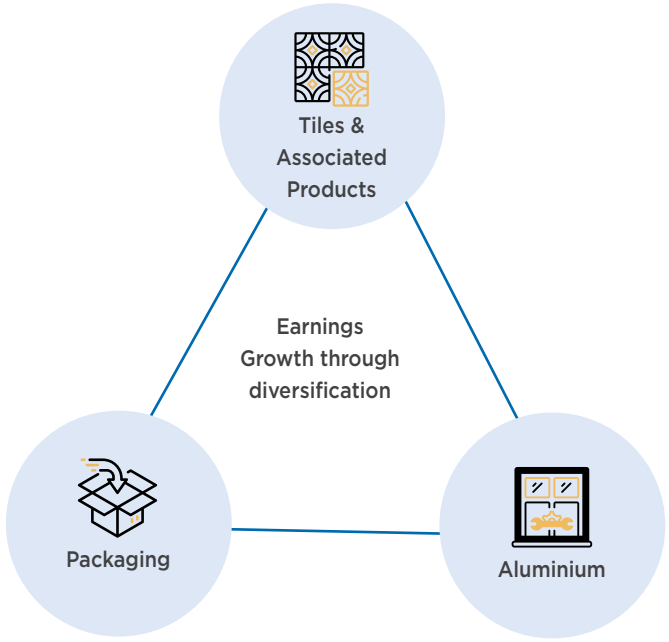 Tiles &
Associated
Products
Earnings
Growth through
diversification
Packaging
Aluminium